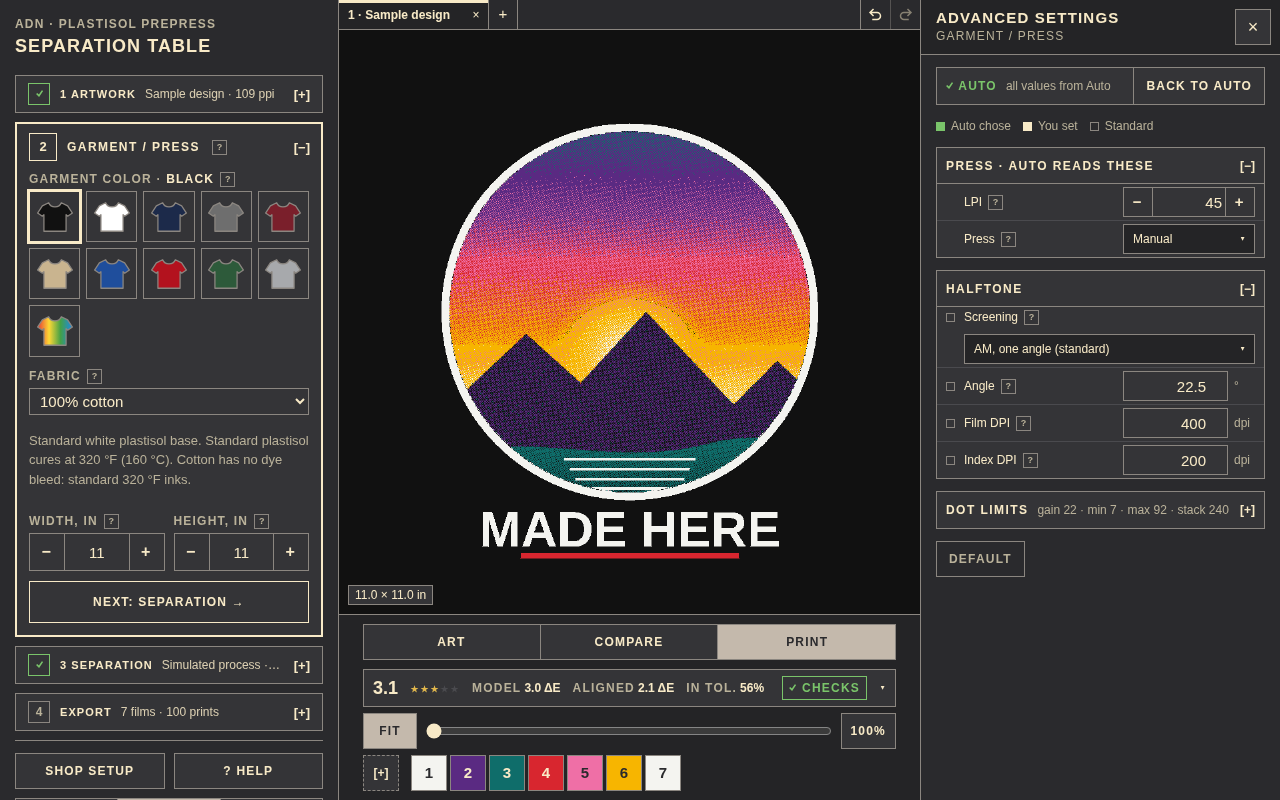 ADN · PLASTISOL PREPRESS
SEPARATION TABLE
1 ARTWORK Sample design · 109 ppi [+]
2 GARMENT / PRESS ? [−]
GARMENT COLOR · BLACK ?
FABRIC ?
100% cotton
Standard white plastisol base. Standard plastisol
cures at 320 °F (160 °C). Cotton has no dye
bleed: standard 320 °F inks.
WIDTH, IN ? HEIGHT, IN ?
− 11 + − 11 +
NEXT: SEPARATION →
3 SEPARATION Simulated process ·… [+]
4 EXPORT 7 films · 100 prints [+]
SHOP SETUP ? HELP
1 · Sample design × +
MADE HERE
11.0 × 11.0 in
ART COMPARE PRINT
3.1 ★★★★★ MODEL 3.0 ΔE ALIGNED 2.1 ΔE IN TOL. 56% ✓ CHECKS ▾
FIT 100%
[+] 1 2 3 4 5 6 7
ADVANCED SETTINGS
GARMENT / PRESS
×
✓ AUTO all values from Auto BACK TO AUTO
Auto chose You set Standard
PRESS · AUTO READS THESE [−]
LPI ? − 45 +
Press ? Manual ▾
HALFTONE [−]
Screening ?
AM, one angle (standard) ▾
Angle ? 22.5 °
Film DPI ? 400 dpi
Index DPI ? 200 dpi
DOT LIMITS gain 22 · min 7 · max 92 · stack 240 [+]
DEFAULT